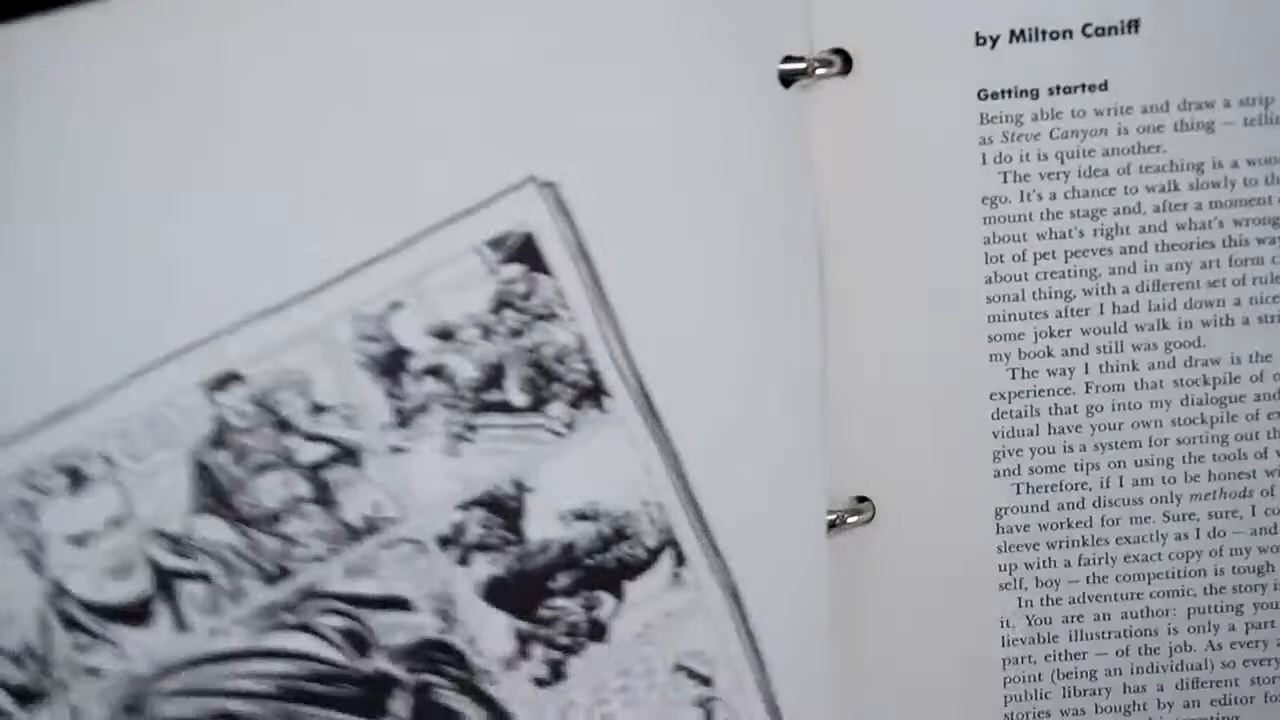 by Milton Caniff
Getting started
Being able to write and draw a strip
as Steve Canyon is one thing — tellin
I do it is quite another.
The very idea of teaching is a won
ego. It's a chance to walk slowly to th
mount the stage and, after a moment
about what's right and what's wrong
lot of pet peeves and theories this way
about creating, and in any art form c
sonal thing, with a different set of rule
minutes after I had laid down a nice
some joker would walk in with a stri
my book and still was good.
The way I think and draw is the
experience. From that stockpile of
details that go into my dialogue and
vidual have your own stockpile of ex
give you is a system for sorting out th
and some tips on using the tools of
Therefore, if I am to be honest w
ground and discuss only methods of
have worked for me. Sure, sure, I co
sleeve wrinkles exactly as I do — and
up with a fairly exact copy of my wo
self, boy — the competition is tough
In the adventure comic, the story is
it. You are an author: putting you
lievable illustrations is only a part
part, either — of the job. As every a
point (being an individual) so every
public library has a different stor
stories was bought by an editor fo